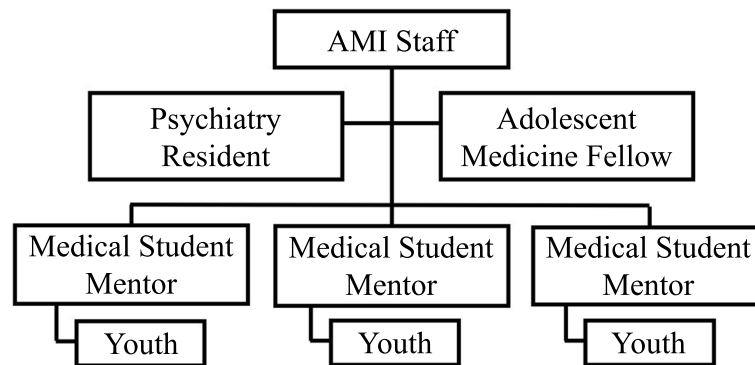 AMI Staff
Psychiatry
Resident
Adolescent
Medicine Fellow
Medical Student
Mentor
Medical Student
Mentor
Medical Student
Mentor
Youth
Youth
Youth